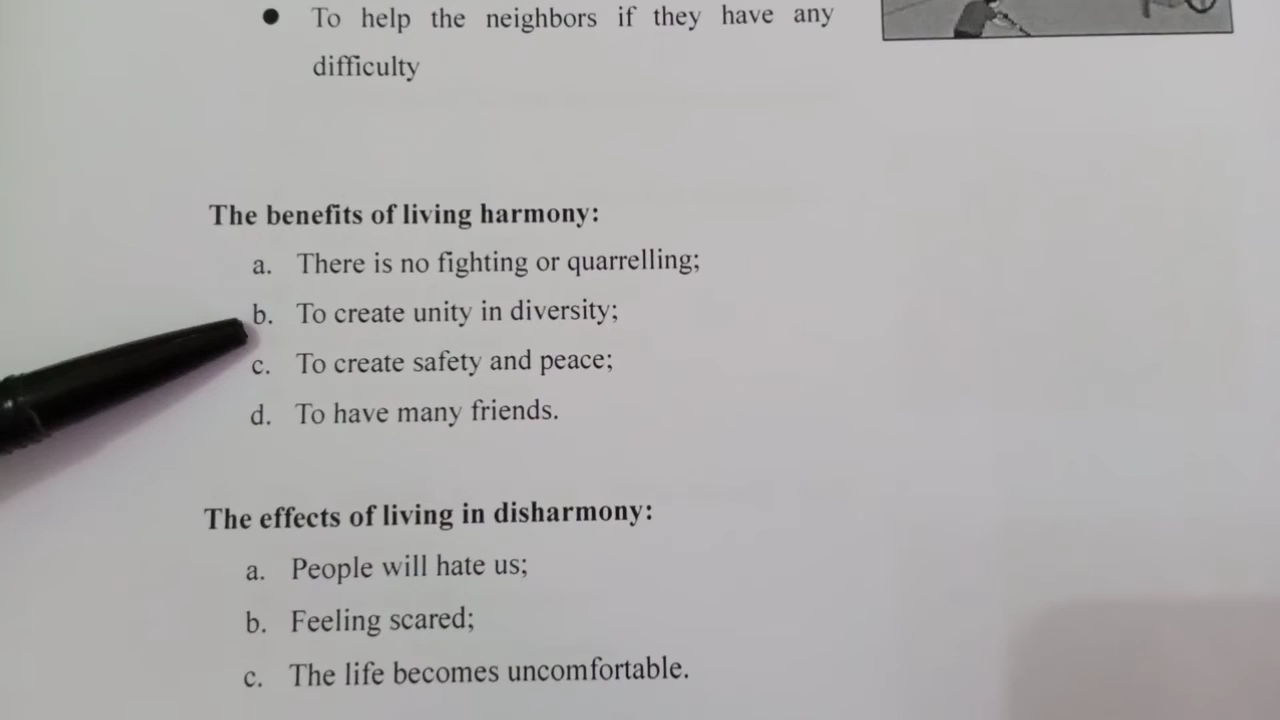 ● To help the neighbors if they have any
difficulty
The benefits of living harmony:
a. There is no fighting or quarrelling;
b. To create unity in diversity;
c. To create safety and peace;
d. To have many friends.
The effects of living in disharmony:
a. People will hate us;
b. Feeling scared;
c. The life becomes uncomfortable.